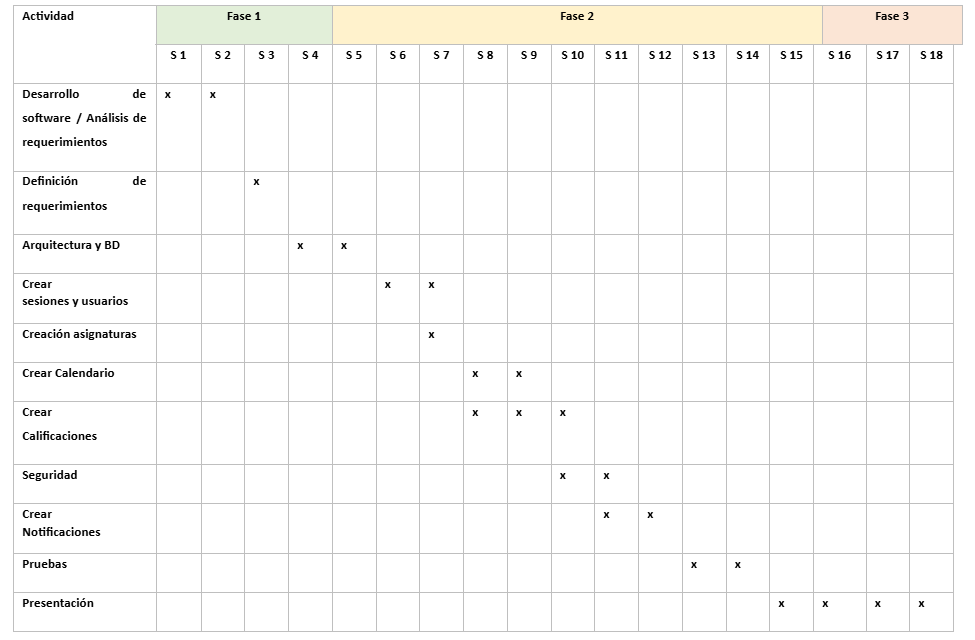 Actividad Fase 1 Fase 2 Fase 3
S 1 S 2 S 3 S 4 S 5 S 6 S 7 S 8 S 9 S 10 S 11 S 12 S 13 S 14 S 15 S 16 S 17 S 18
Desarrollo de x x
software / Análisis de
requerimientos
Definición de x
requerimientos
Arquitectura y BD x x
Crear x x
sesiones y usuarios
Creación asignaturas x
Crear Calendario x x
Crear x x x
Calificaciones
Seguridad x x
Crear x x
Notificaciones
Pruebas x x
Presentación x x x x